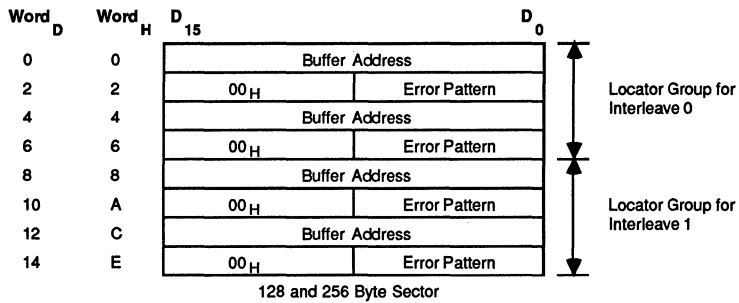 Word D Word H D 15 D 0
0 0 Buffer Address
2 2 00 H Error Pattern
4 4 Buffer Address
6 6 00 H Error Pattern
8 8 Buffer Address
10 A 00 H Error Pattern
12 C Buffer Address
14 E 00 H Error Pattern
Locator Group for
Interleave 0
Locator Group for
Interleave 1
128 and 256 Byte Sector